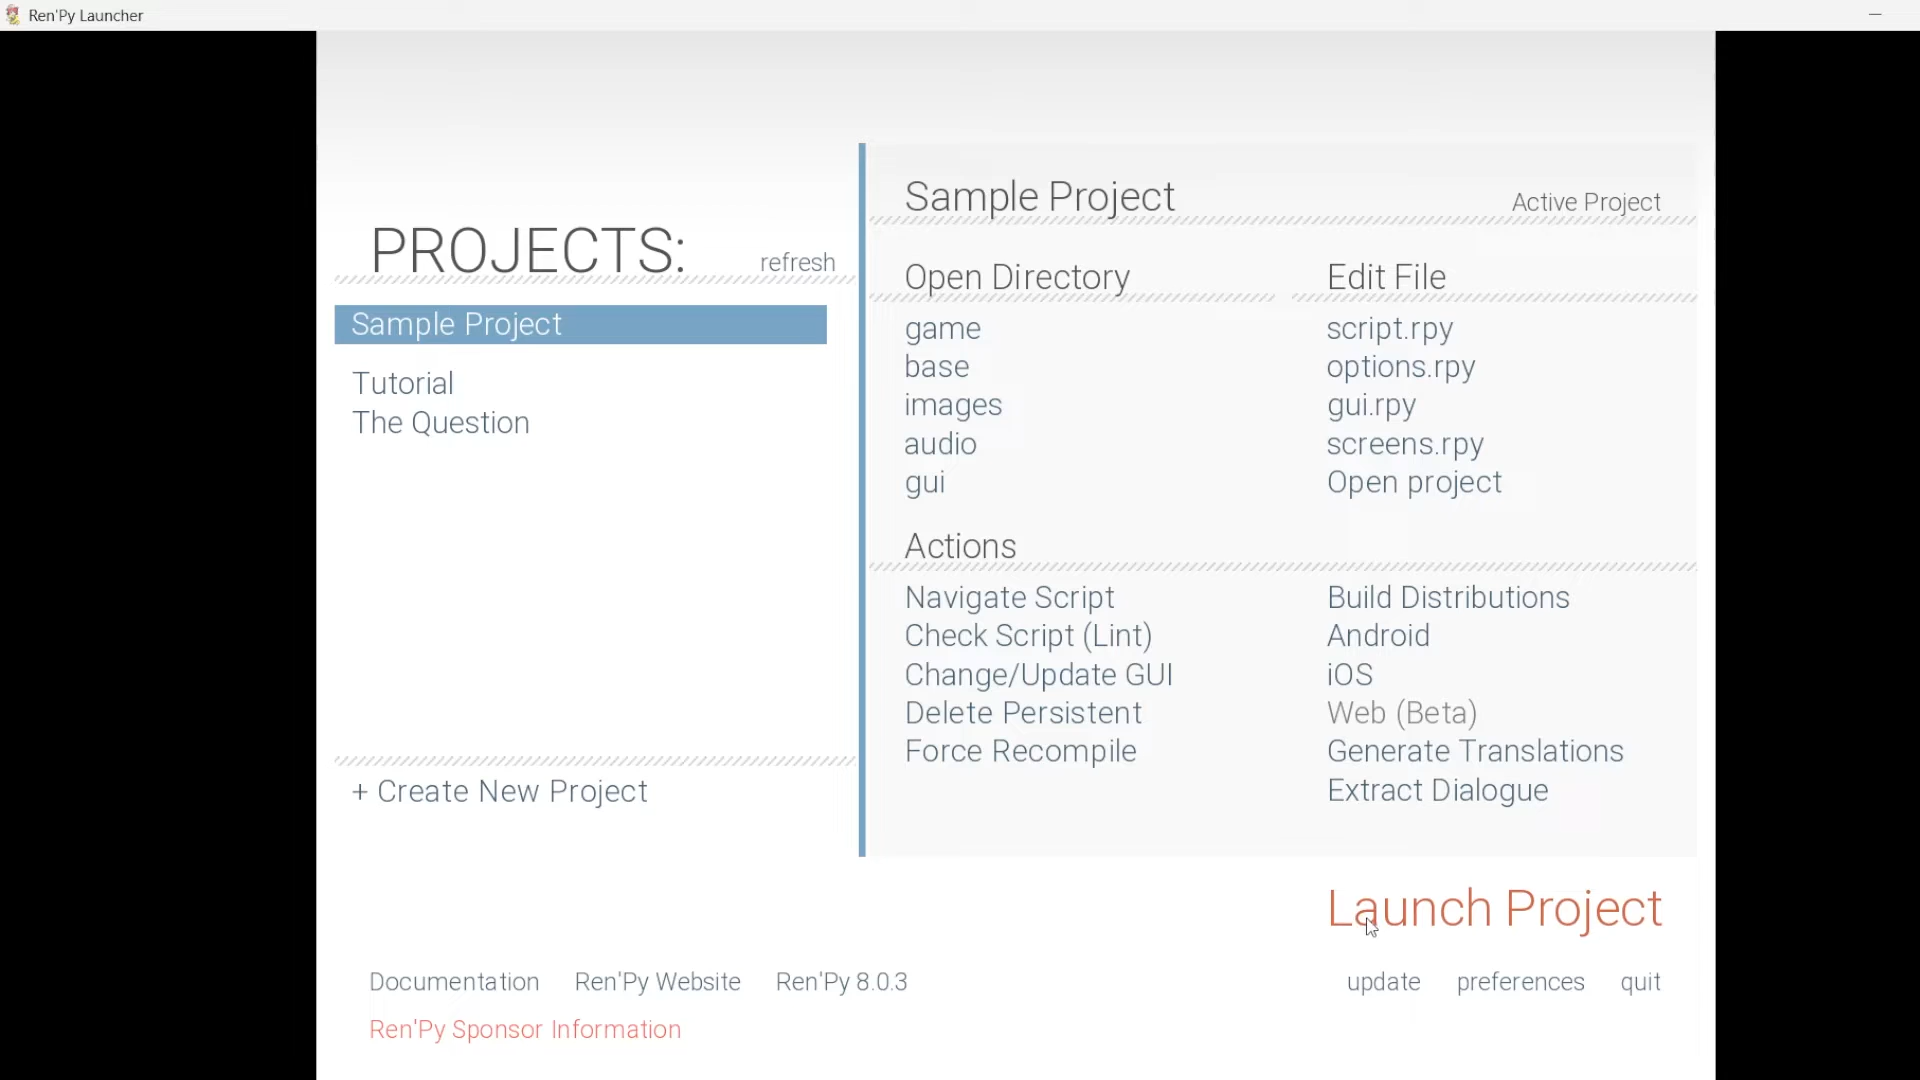 Ren'Py Launcher
PROJECTS:
refresh
Sample Project
Tutorial
The Question
+ Create New Project
Sample Project
Active Project
Open Directory
game
base
images
audio
gui
Edit File
script.rpy
options.rpy
gui.rpy
screens.rpy
Open project
Actions
Navigate Script
Check Script (Lint)
Change/Update GUI
Delete Persistent
Force Recompile
Build Distributions
Android
iOS
Web (Beta)
Generate Translations
Extract Dialogue
Launch Project
Documentation
Ren'Py Website
Ren'Py 8.0.3
update
preferences
quit
Ren'Py Sponsor Information